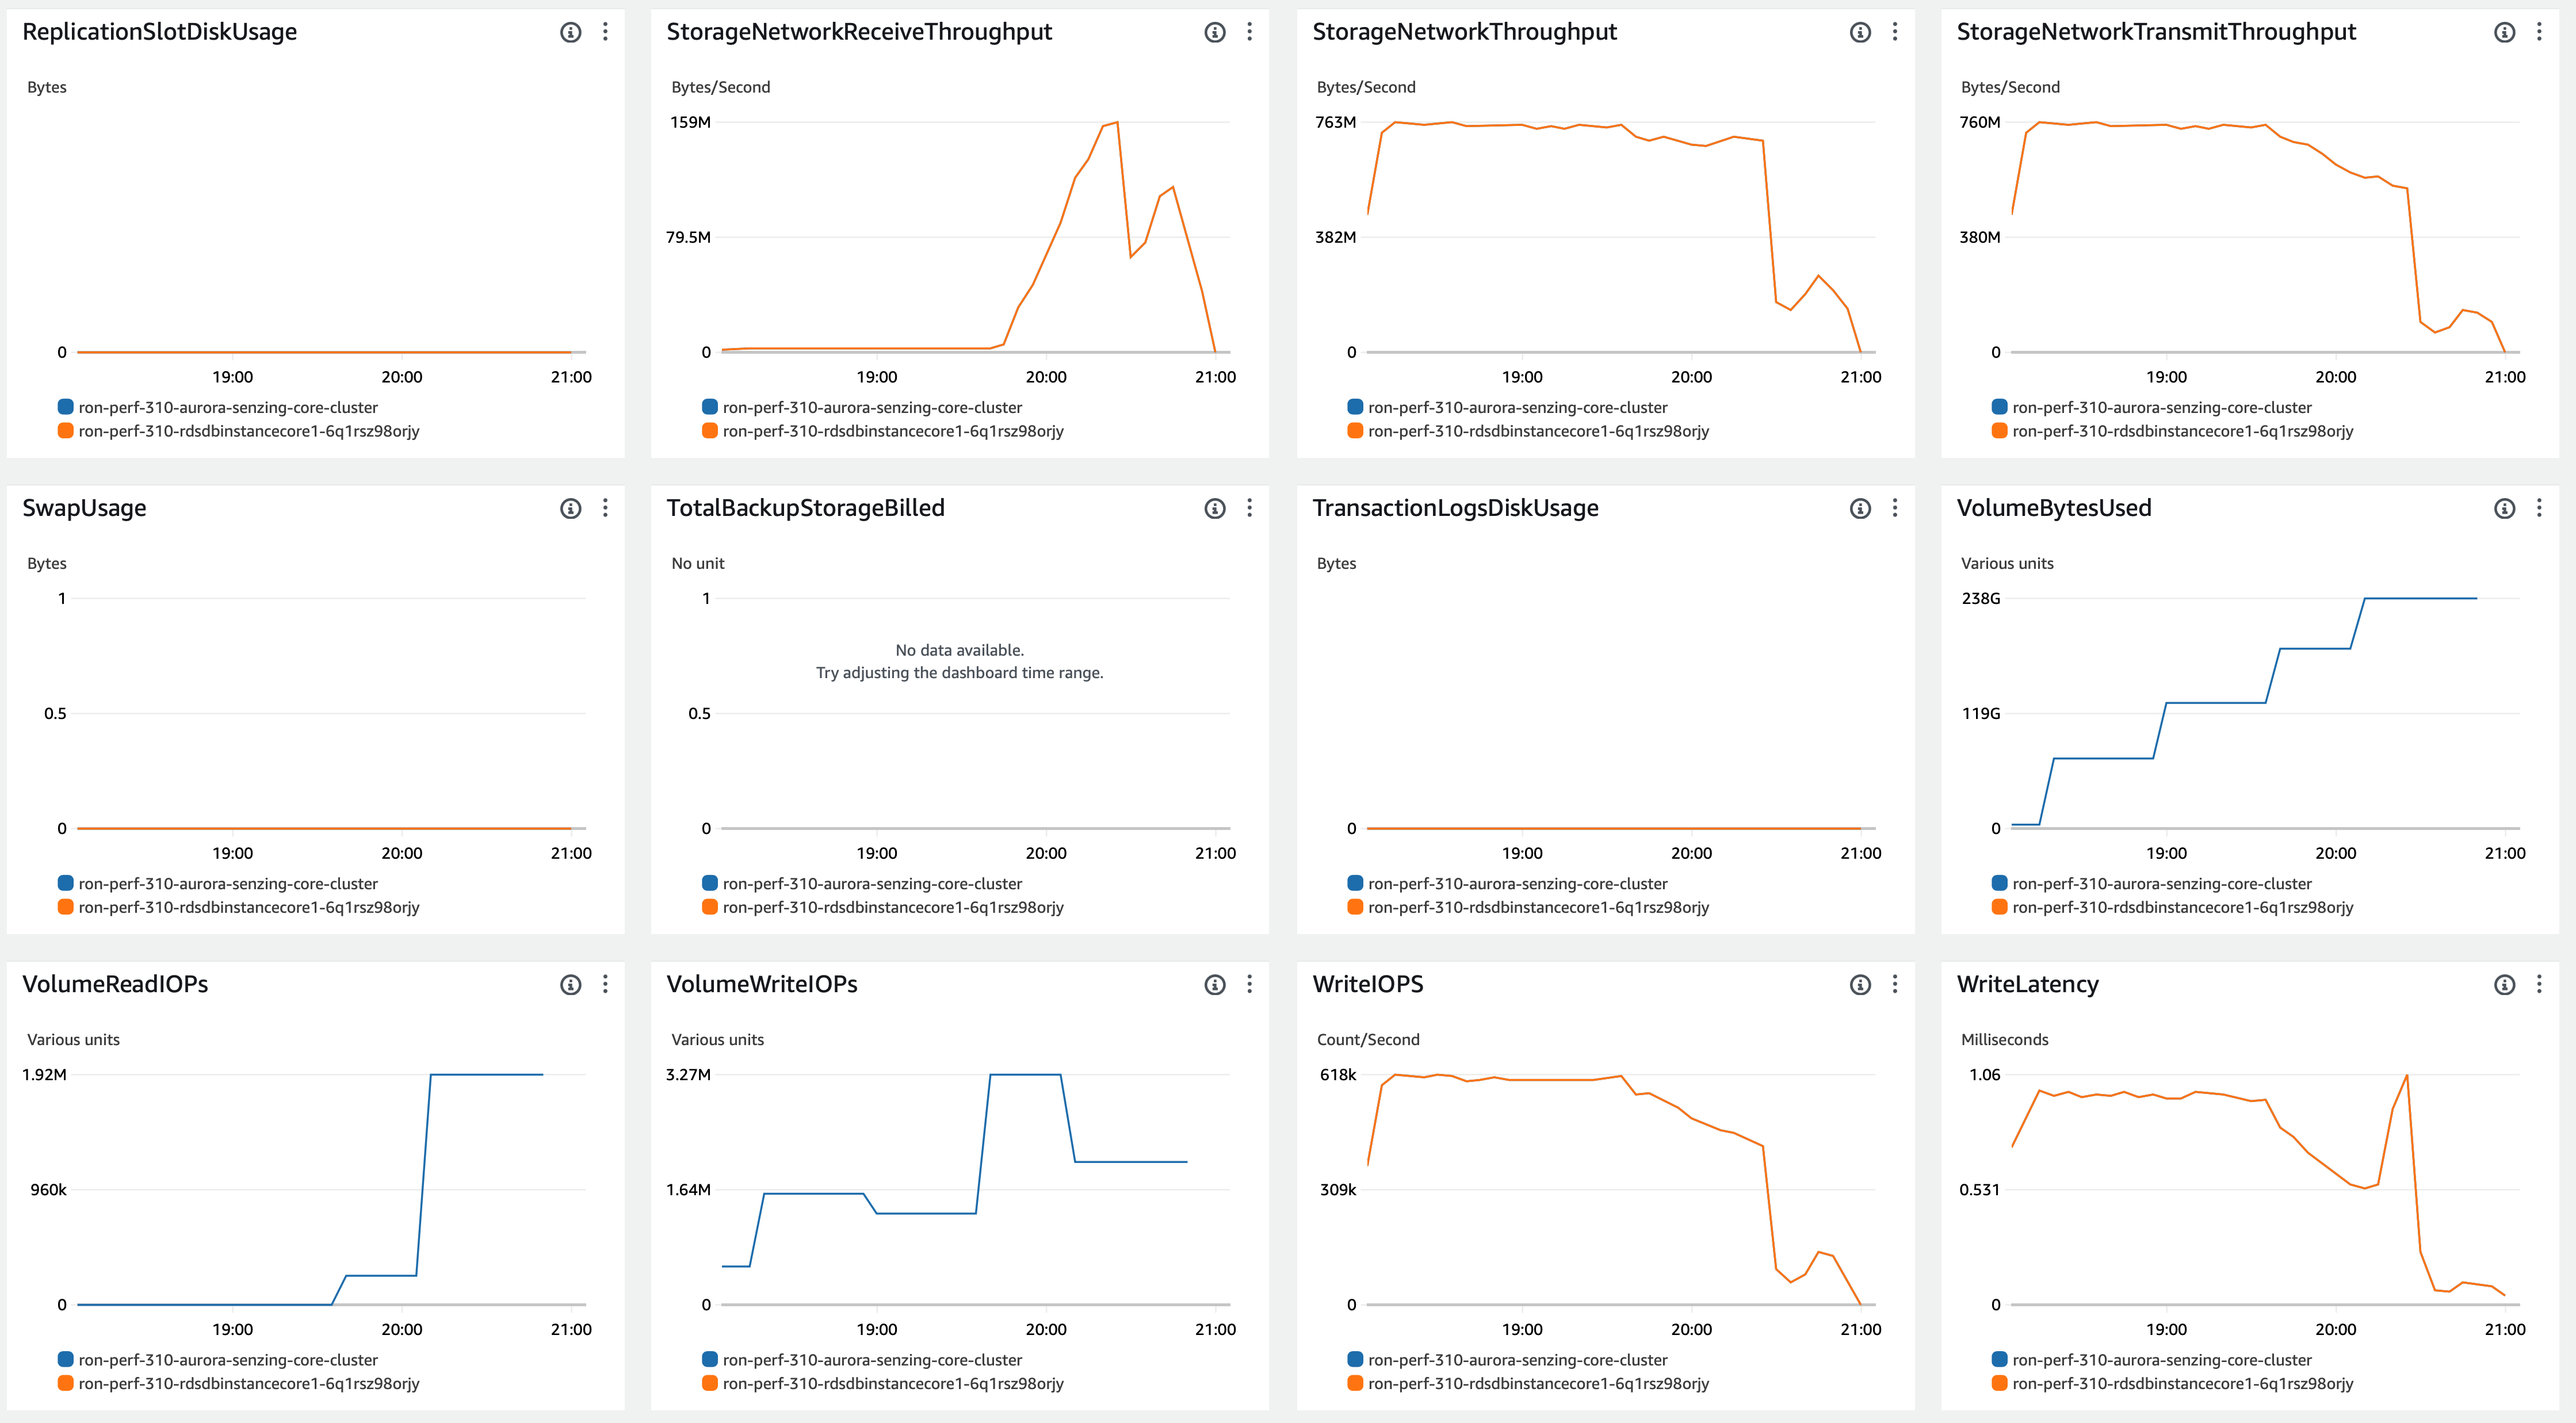 ReplicationSlotDiskUsage
Bytes
0
19:00 20:00 21:00
ron-perf-310-aurora-senzing-core-cluster
ron-perf-310-rdsdbinstancecore1-6q1rsz98orjy
StorageNetworkReceiveThroughput
Bytes/Second
159M
79.5M
0
19:00 20:00 21:00
ron-perf-310-aurora-senzing-core-cluster
ron-perf-310-rdsdbinstancecore1-6q1rsz98orjy
StorageNetworkThroughput
Bytes/Second
763M
382M
0
19:00 20:00 21:00
ron-perf-310-aurora-senzing-core-cluster
ron-perf-310-rdsdbinstancecore1-6q1rsz98orjy
StorageNetworkTransmitThroughput
Bytes/Second
760M
380M
0
19:00 20:00 21:00
ron-perf-310-aurora-senzing-core-cluster
ron-perf-310-rdsdbinstancecore1-6q1rsz98orjy
SwapUsage
Bytes
1
0.5
0
19:00 20:00 21:00
ron-perf-310-aurora-senzing-core-cluster
ron-perf-310-rdsdbinstancecore1-6q1rsz98orjy
TotalBackupStorageBilled
No unit
1
No data available.
Try adjusting the dashboard time range.
0.5
0
19:00 20:00 21:00
ron-perf-310-aurora-senzing-core-cluster
ron-perf-310-rdsdbinstancecore1-6q1rsz98orjy
TransactionLogsDiskUsage
Bytes
0
19:00 20:00 21:00
ron-perf-310-aurora-senzing-core-cluster
ron-perf-310-rdsdbinstancecore1-6q1rsz98orjy
VolumeBytesUsed
Various units
238G
119G
0
19:00 20:00 21:00
ron-perf-310-aurora-senzing-core-cluster
ron-perf-310-rdsdbinstancecore1-6q1rsz98orjy
VolumeReadIOPs
Various units
1.92M
960k
0
19:00 20:00 21:00
ron-perf-310-aurora-senzing-core-cluster
ron-perf-310-rdsdbinstancecore1-6q1rsz98orjy
VolumeWriteIOPs
Various units
3.27M
1.64M
0
19:00 20:00 21:00
ron-perf-310-aurora-senzing-core-cluster
ron-perf-310-rdsdbinstancecore1-6q1rsz98orjy
WriteIOPS
Count/Second
618k
309k
0
19:00 20:00 21:00
ron-perf-310-aurora-senzing-core-cluster
ron-perf-310-rdsdbinstancecore1-6q1rsz98orjy
WriteLatency
Milliseconds
1.06
0.531
0
19:00 20:00 21:00
ron-perf-310-aurora-senzing-core-cluster
ron-perf-310-rdsdbinstancecore1-6q1rsz98orjy